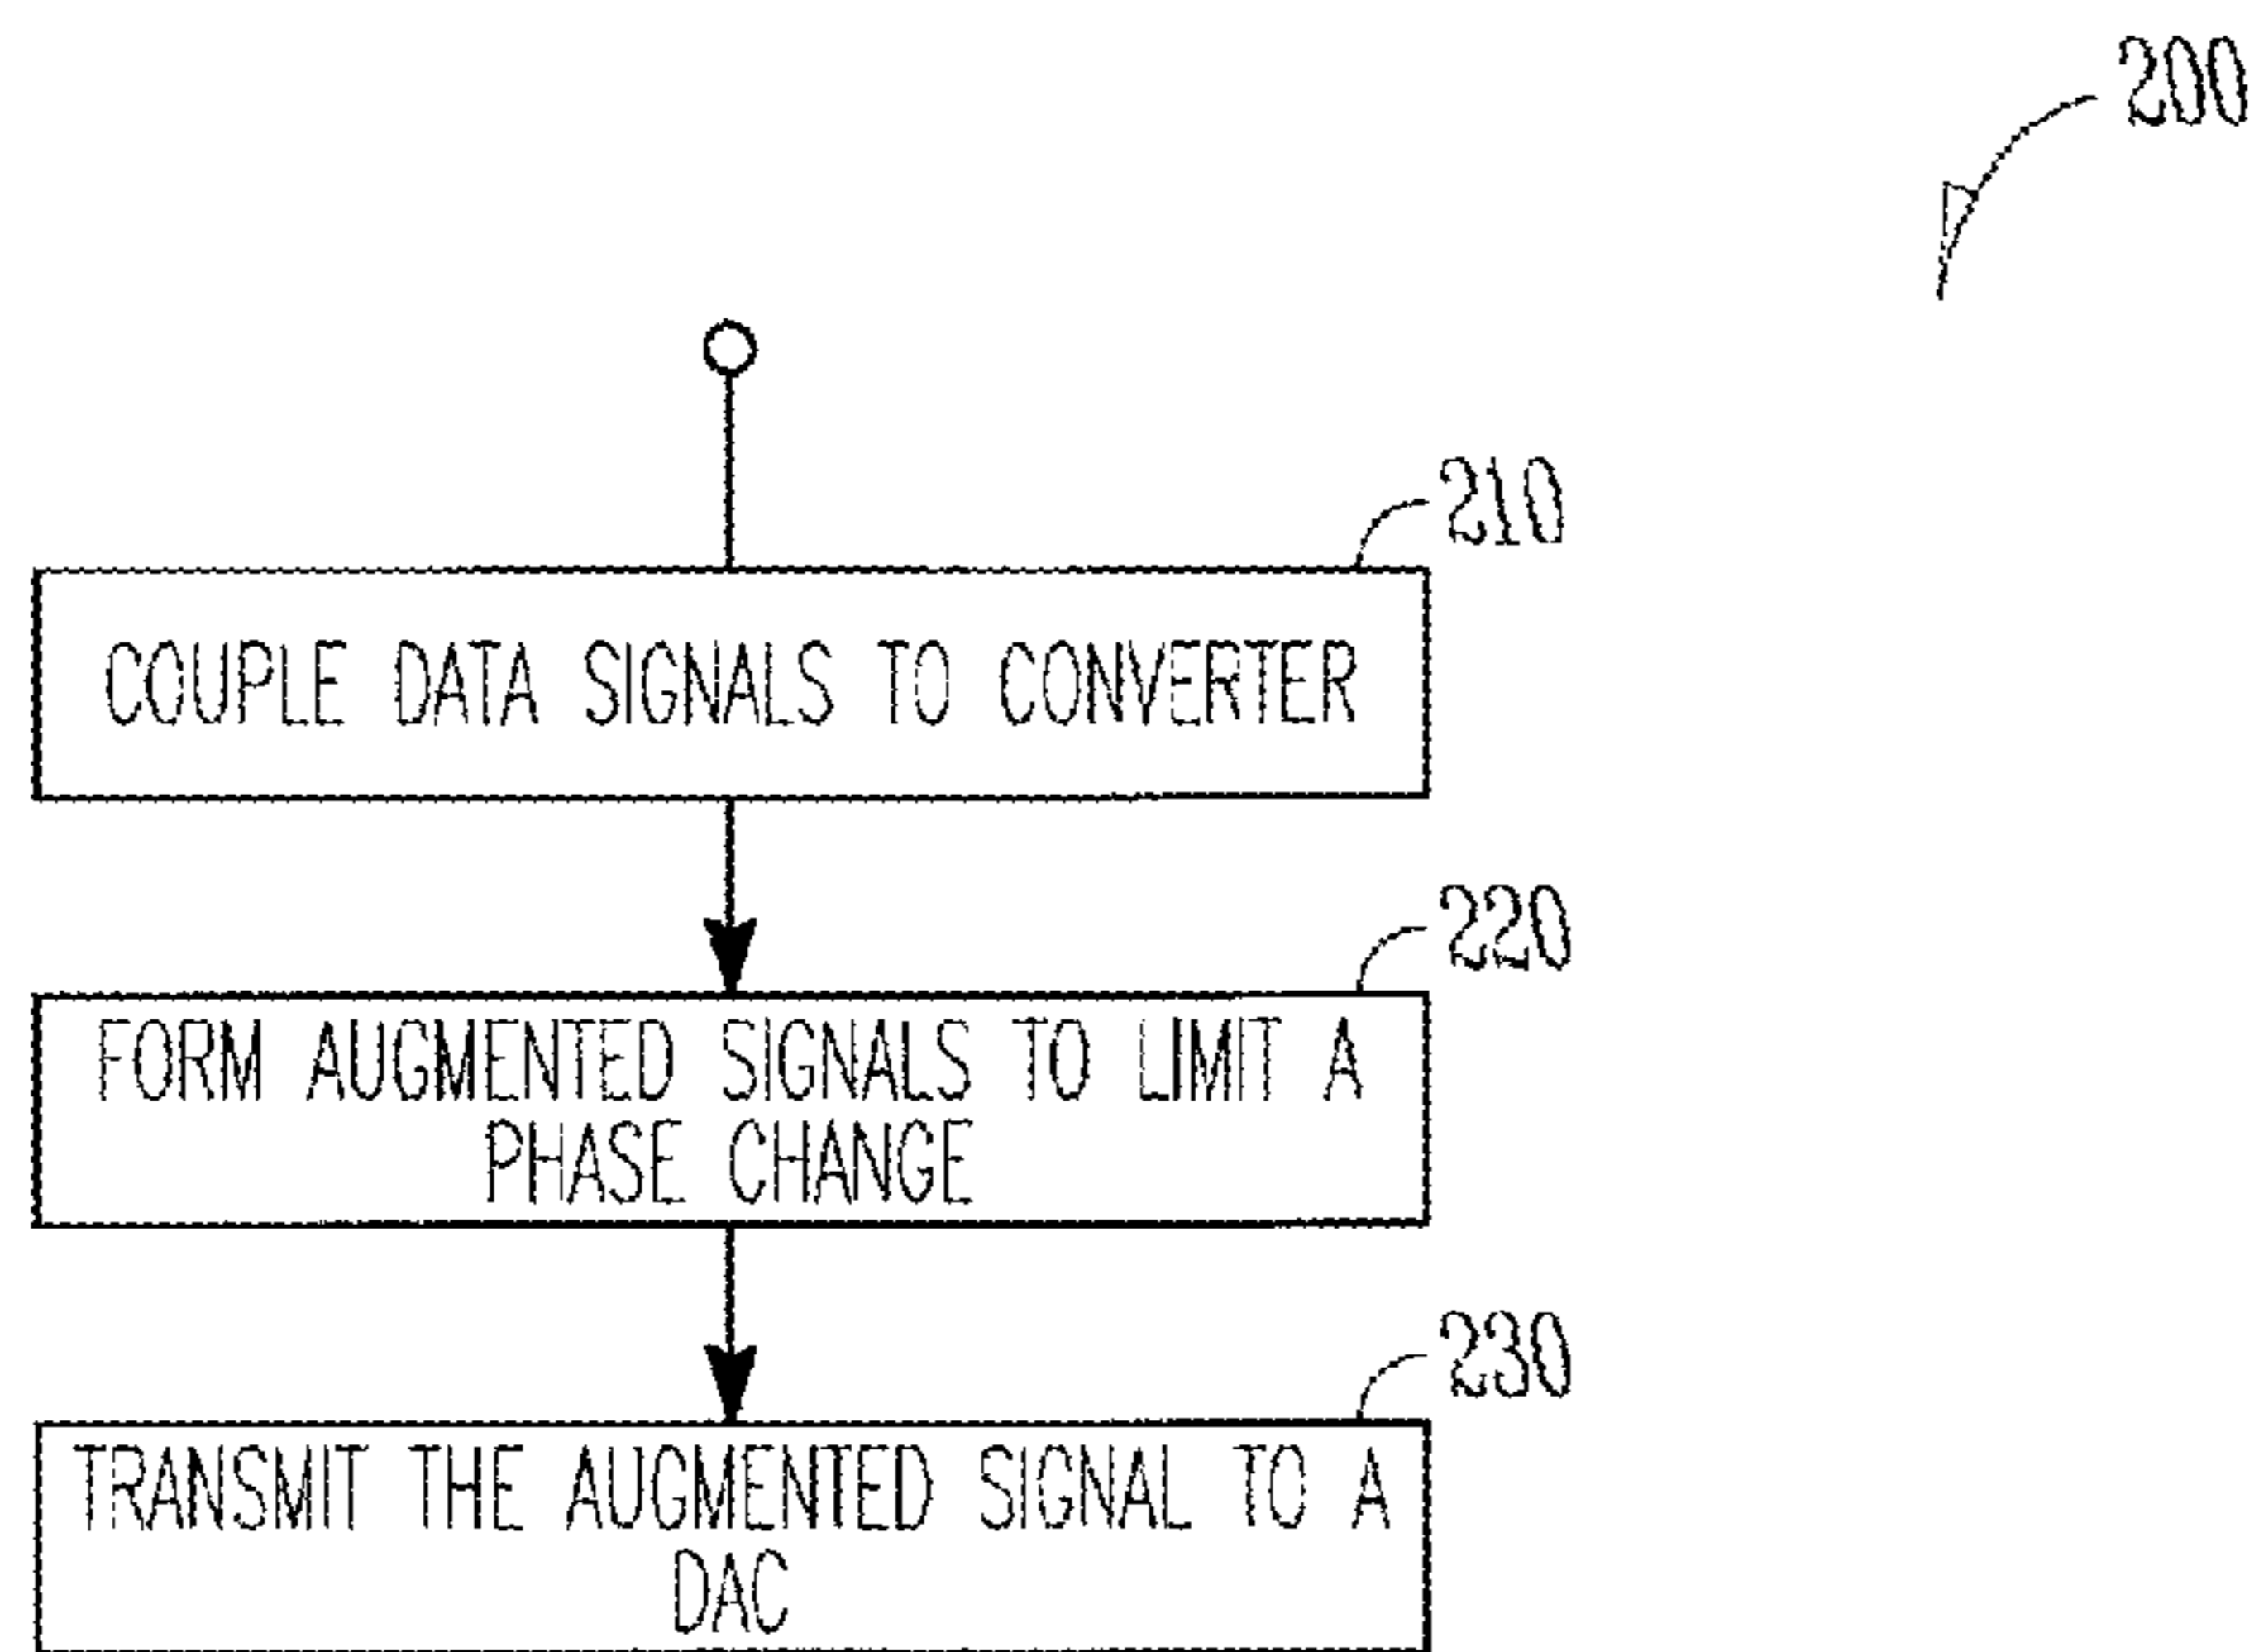 200
210
COUPLE DATA SIGNALS TO CONVERTER
220
FORM AUGMENTED SIGNALS TO LIMIT A
PHASE CHANGE
230
TRANSMIT THE AUGMENTED SIGNAL TO A
DAC